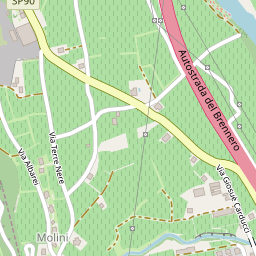 SP90
Autostrada del Brennero
Via Terre Nere
Via Albarei
Via Giosuè Carducci
Molini